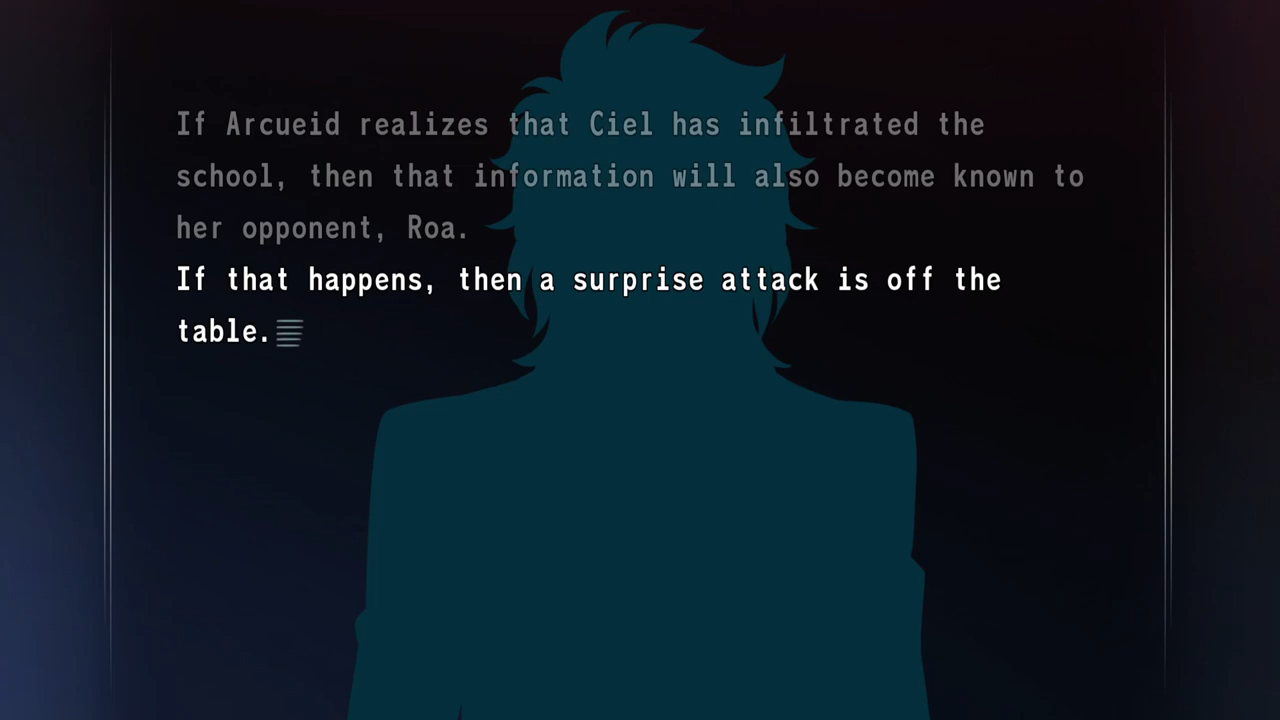 If Arcueid realizes that Ciel has infiltrated the
school, then that information will also become known to
her opponent, Roa.
If that happens, then a surprise attack is off the
table.